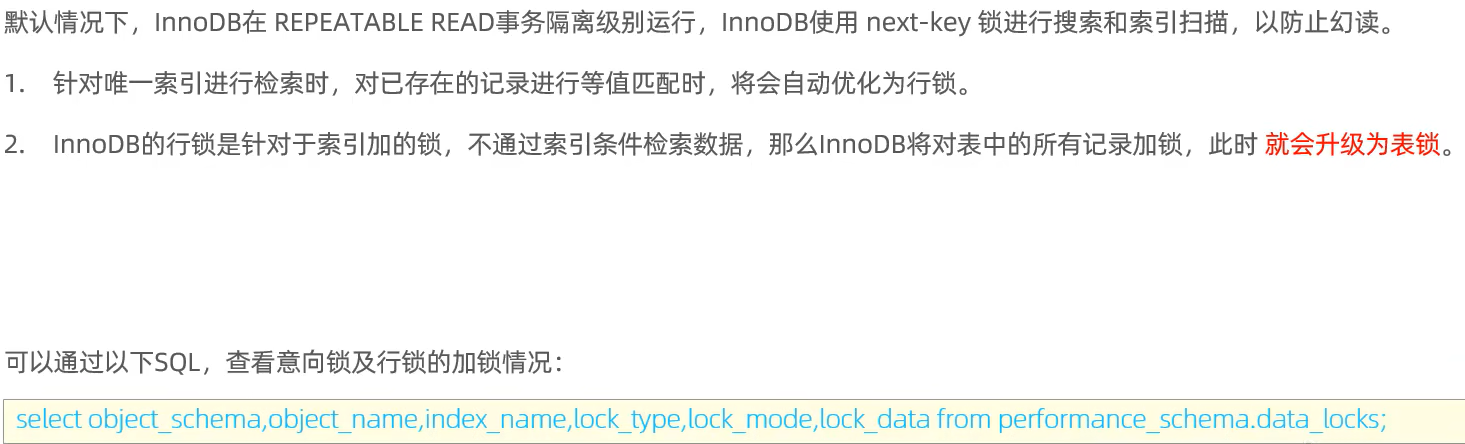 默认情况下，InnoDB在 REPEATABLE READ事务隔离级别运行，InnoDB使用 next-key 锁进行搜索和索引扫描，以防止幻读。
1. 针对唯一索引进行检索时，对已存在的记录进行等值匹配时，将会自动优化为行锁。
2. InnoDB的行锁是针对于索引加的锁，不通过索引条件检索数据，那么InnoDB将对表中的所有记录加锁，此时 就会升级为表锁。
可以通过以下SQL，查看意向锁及行锁的加锁情况：
select object_schema,object_name,index_name,lock_type,lock_mode,lock_data from performance_schema.data_locks;